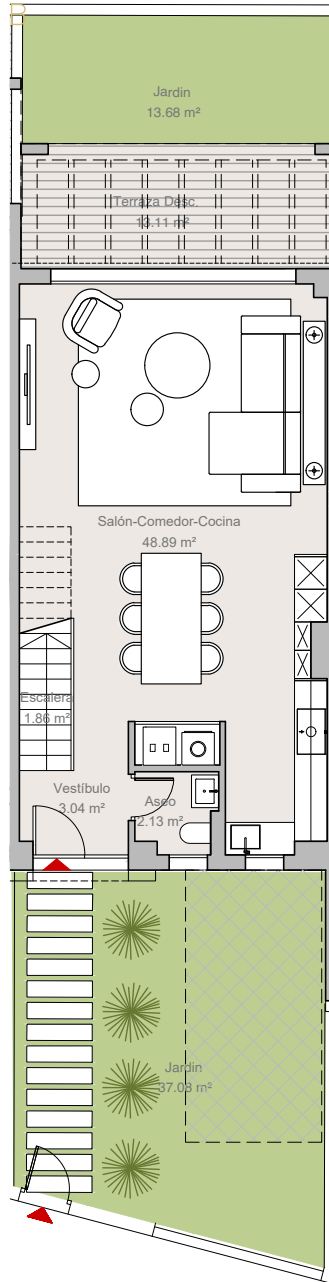 Jardin
13.68 m²
Terraza Desc.
13.11 m²
Salón-Comedor-Cocina
48.89 m²
Escalera
1.86 m²
Vestíbulo
3.04 m²
Aseo
2.13 m²
Jardin
37.08 m²